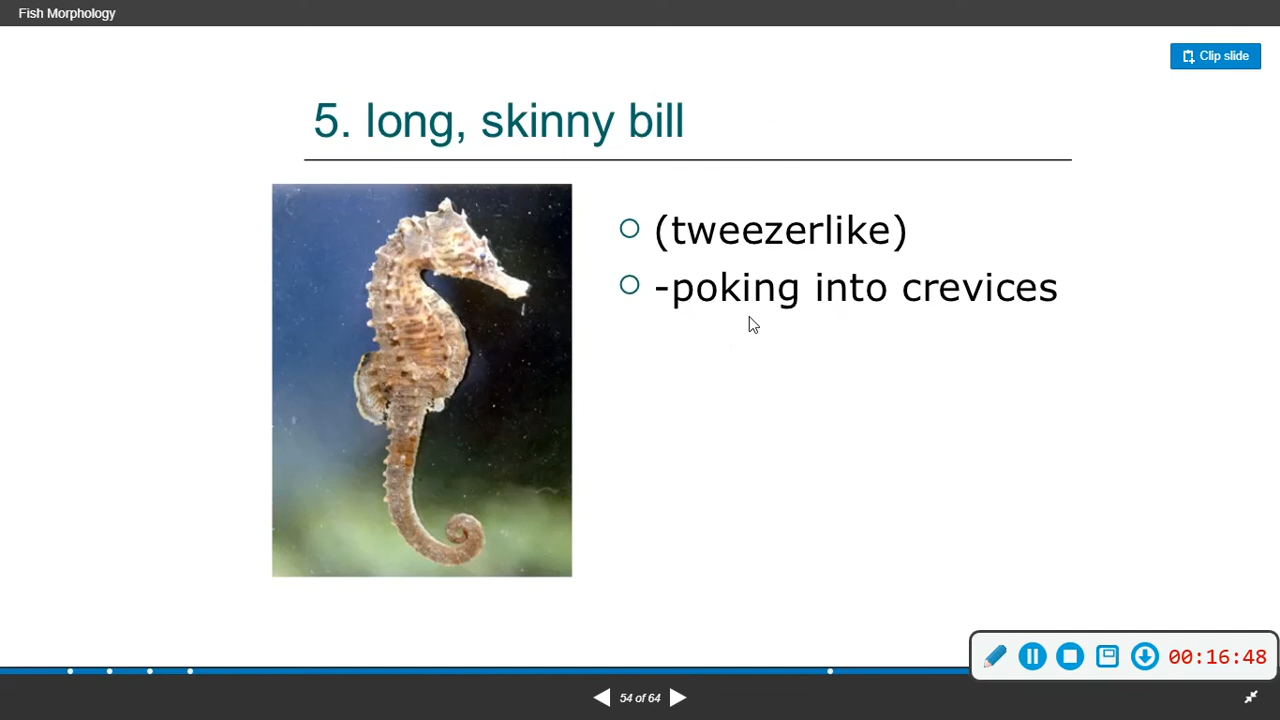 Fish Morphology
Clip slide
5. long, skinny bill
(tweezerlike)
-poking into crevices
00:16:48
54 of 64